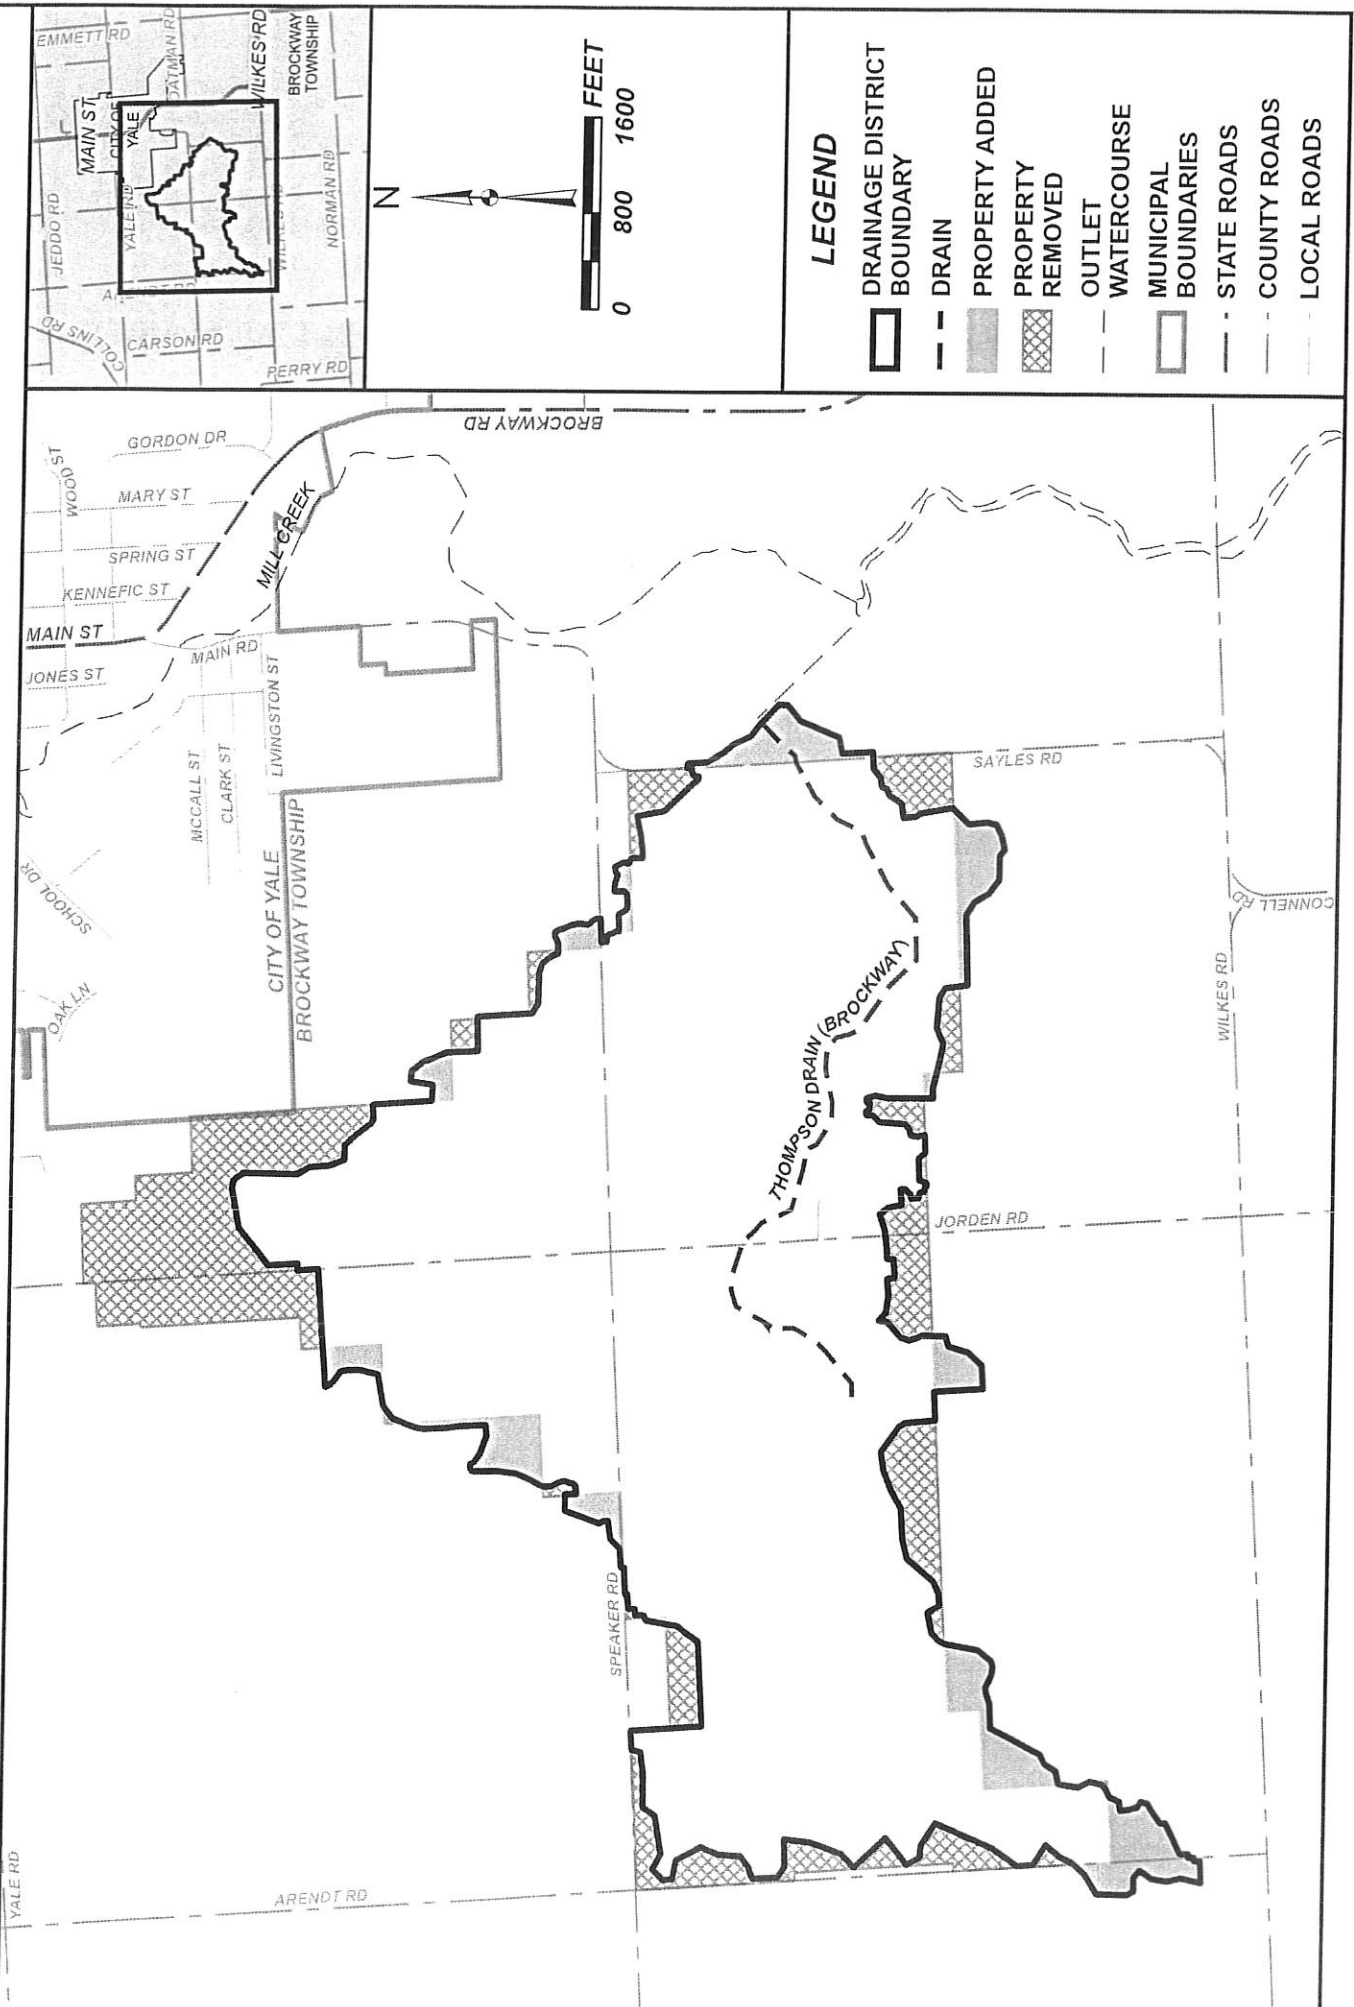 EMMETT RD
JEDDO RD
MAIN ST
CITY OF
YALE
YALE RD
WILKES RD
BROCKWAY
TOWNSHIP
NORMAN RD
COLLINS RD
CARSON RD
PERRY RD
N
FEET
0 800 1600
LEGEND
DRAINAGE DISTRICT
BOUNDARY
DRAIN
PROPERTY ADDED
PROPERTY
REMOVED
OUTLET
WATERCOURSE
MUNICIPAL
BOUNDARIES
STATE ROADS
COUNTY ROADS
LOCAL ROADS
WOOD ST
GORDON DR
MARY ST
SPRING ST
KENNEFIC ST
MAIN ST
JONES ST
MAIN RD
MILL CREEK
BROCKWAY RD
MCCALL ST
CLARK ST
LIVINGSTON ST
SCHOOL DR
OAK LN
CITY OF YALE
BROCKWAY TOWNSHIP
SAYLES RD
CONNELL RD
WILKES RD
THOMPSON DRAIN (BROCKWAY)
JORDEN RD
SPEAKER RD
ARENDT RD
YALE RD